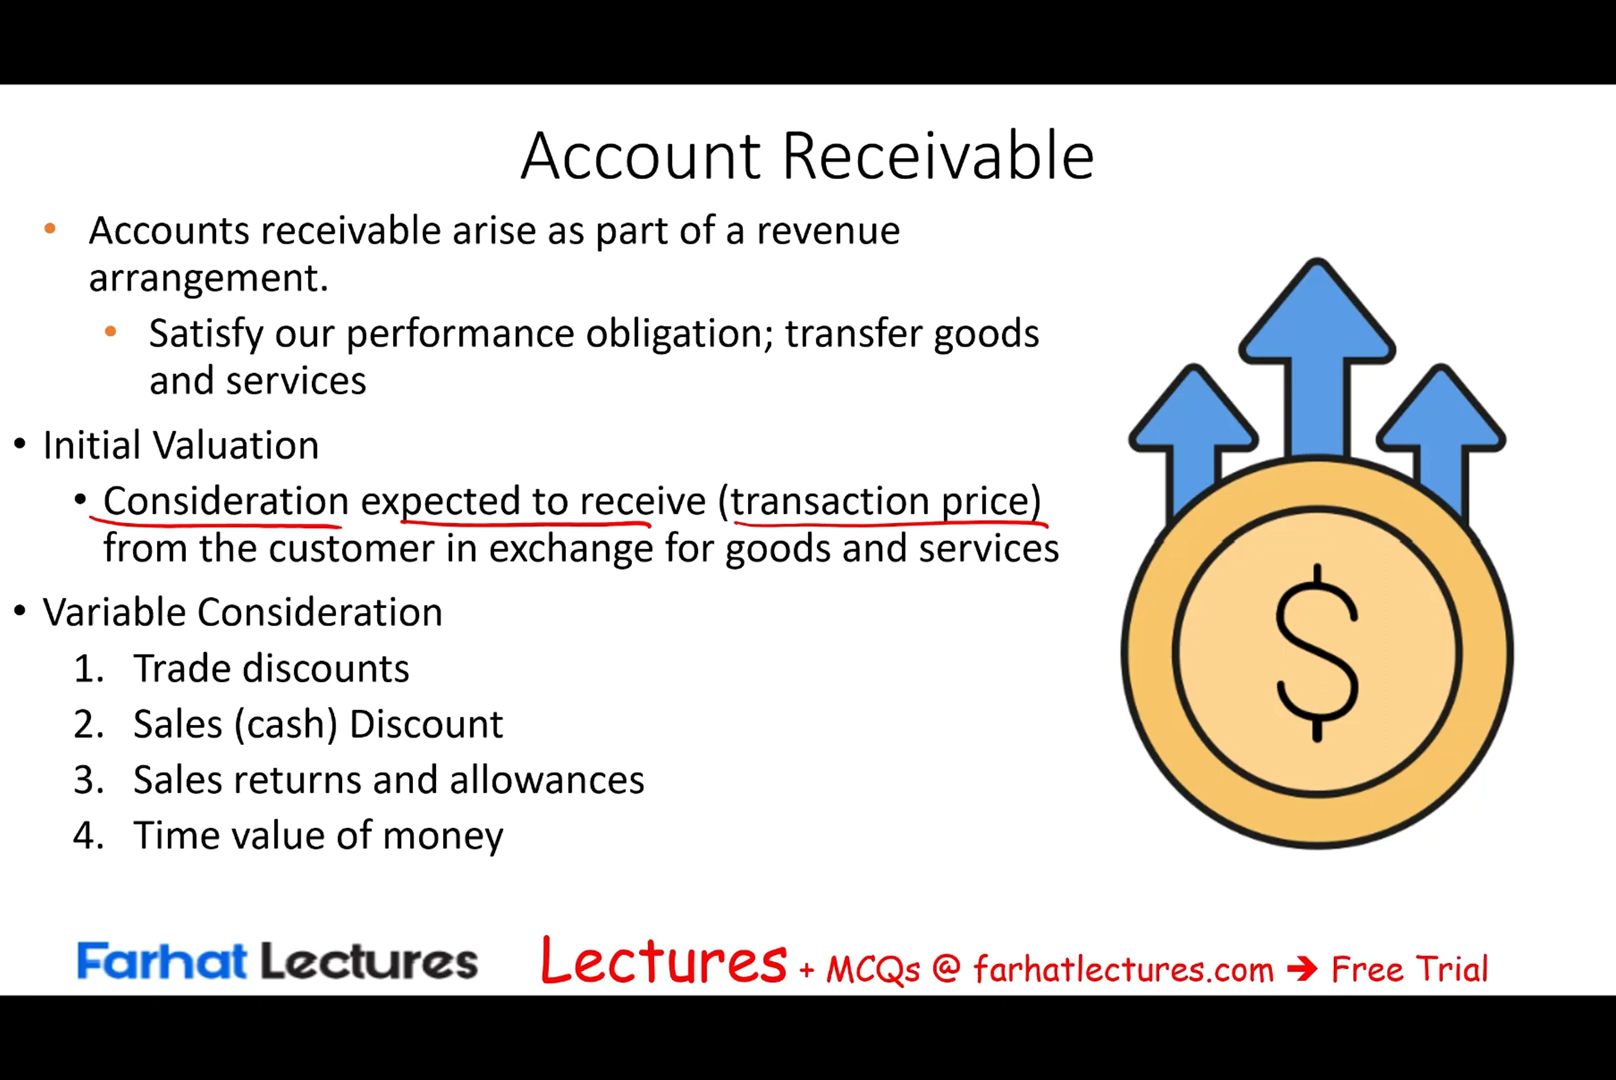 Account Receivable
• Accounts receivable arise as part of a revenue
arrangement.
• Satisfy our performance obligation; transfer goods
and services
• Initial Valuation
• Consideration expected to receive (transaction price)
from the customer in exchange for goods and services
• Variable Consideration
1. Trade discounts
2. Sales (cash) Discount
3. Sales returns and allowances
4. Time value of money
$
Farhat Lectures
Lectures + MCQs @ farhatlectures.com → Free Trial